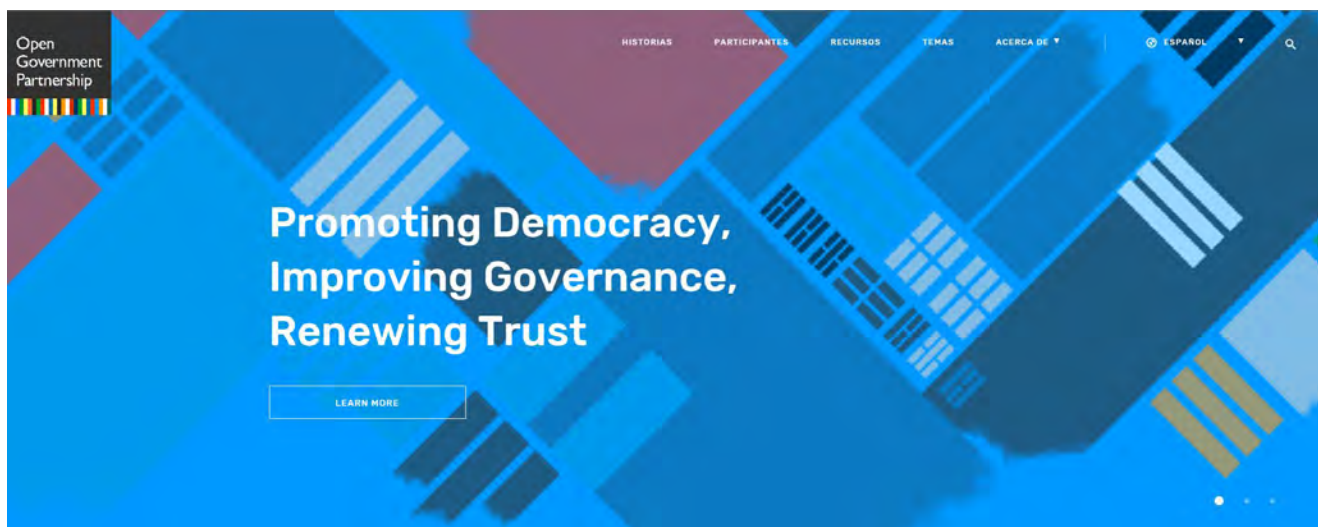 Open
Government
Partnership
HISTORIAS PARTICIPANTES RECURSOS TEMAS ACERCA DE ESPAÑOL
Promoting Democracy,
Improving Governance,
Renewing Trust
LEARN MORE